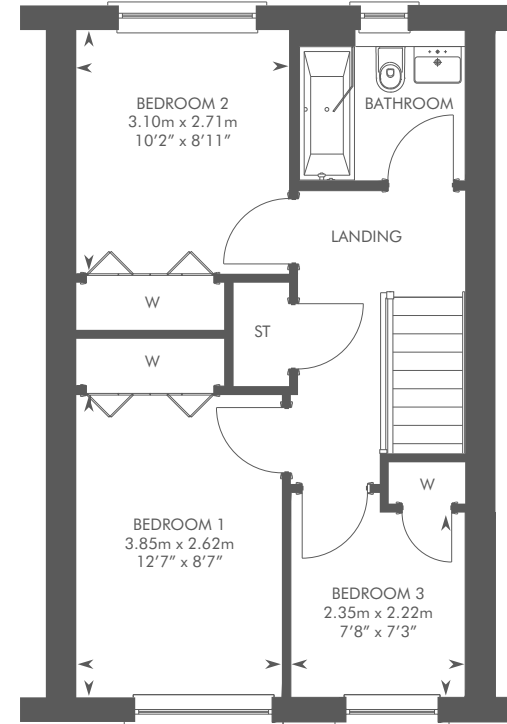 BEDROOM 2
3.10m x 2.71m
10’2” x 8’11”
BATHROOM
LANDING
W
ST
W
W
BEDROOM 1
3.85m x 2.62m
12’7” x 8’7”
BEDROOM 3
2.35m x 2.22m
7’8” x 7’3”